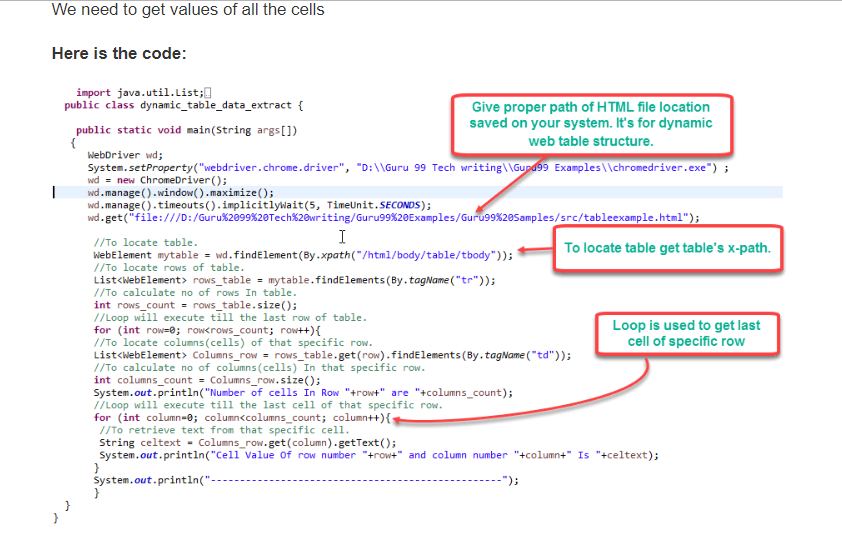 We need to get values of all the cells
Here is the code:
import java.util.List;
public class dynamic_table_data_extract {
public static void main(String args[])
{
WebDriver wd;
System.setProperty("webdriver.chrome.driver", "D:\\Guru 99 Tech writing\\Guru99 Examples\\chromedriver.exe") ;
wd = new ChromeDriver();
wd.manage().window().maximize();
wd.manage().timeouts().implicitlyWait(5, TimeUnit.SECONDS);
wd.get("file:///D:/Guru%2099%20Tech%20writing/Guru99%20Examples/Guru99%20Samples/src/tableexample.html");
Give proper path of HTML file location
saved on your system. It's for dynamic
web table structure.
//To locate table.
WebElement mytable = wd.findElement(By.xpath("/html/body/table/tbody"));
To locate table get table's x-path.
//To locate rows of table.
List<WebElement> rows_table = mytable.findElements(By.tagName("tr"));
//To calculate no of rows In table.
int rows_count = rows_table.size();
//Loop will execute till the last row of table.
for (int row=0; row<rows_count; row++){
//To locate columns(cells) of that specific row.
List<WebElement> Columns_row = rows_table.get(row).findElements(By.tagName("td"));
//To calculate no of columns(cells) In that specific row.
int columns_count = Columns_row.size();
System.out.println("Number of cells In Row "+row+" are "+columns_count);
//Loop will execute till the last cell of that specific row.
for (int column=0; column<columns_count; column++){
Loop is used to get last
cell of specific row
//To retrieve text from that specific cell.
String celtext = Columns_row.get(column).getText();
System.out.println("Cell Value Of row number "+row+" and column number "+column+" Is "+celtext);
}
System.out.println("--------------------------------------------------");
}
}
}